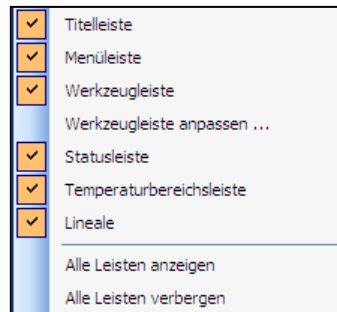 Titelleiste
Menüleiste
Werkzeugleiste
Werkzeugleiste anpassen ...
Statusleiste
Temperaturbereichsleiste
Lineale
Alle Leisten anzeigen
Alle Leisten verbergen